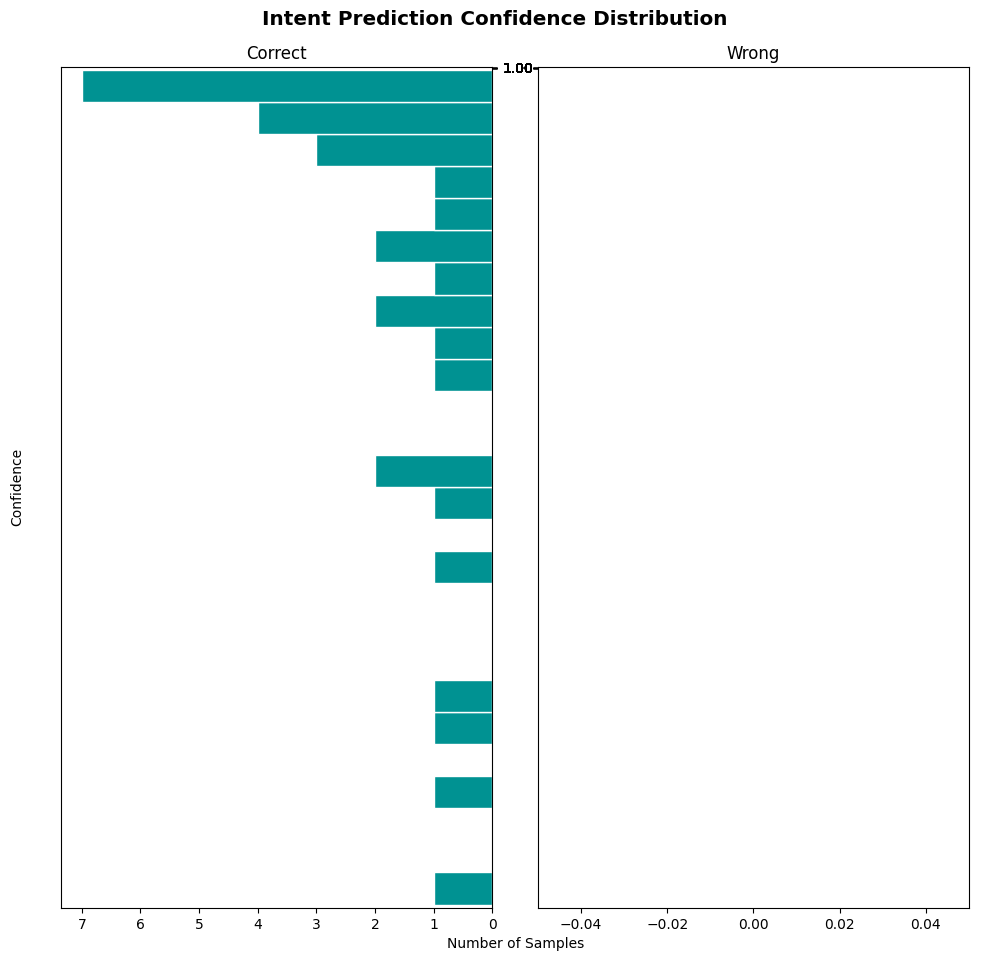 Intent Prediction Confidence Distribution
Correct
Wrong
1.00
Confidence
7 6 5 4 3 2 1 0
−0.04 −0.02 0.00 0.02 0.04
Number of Samples